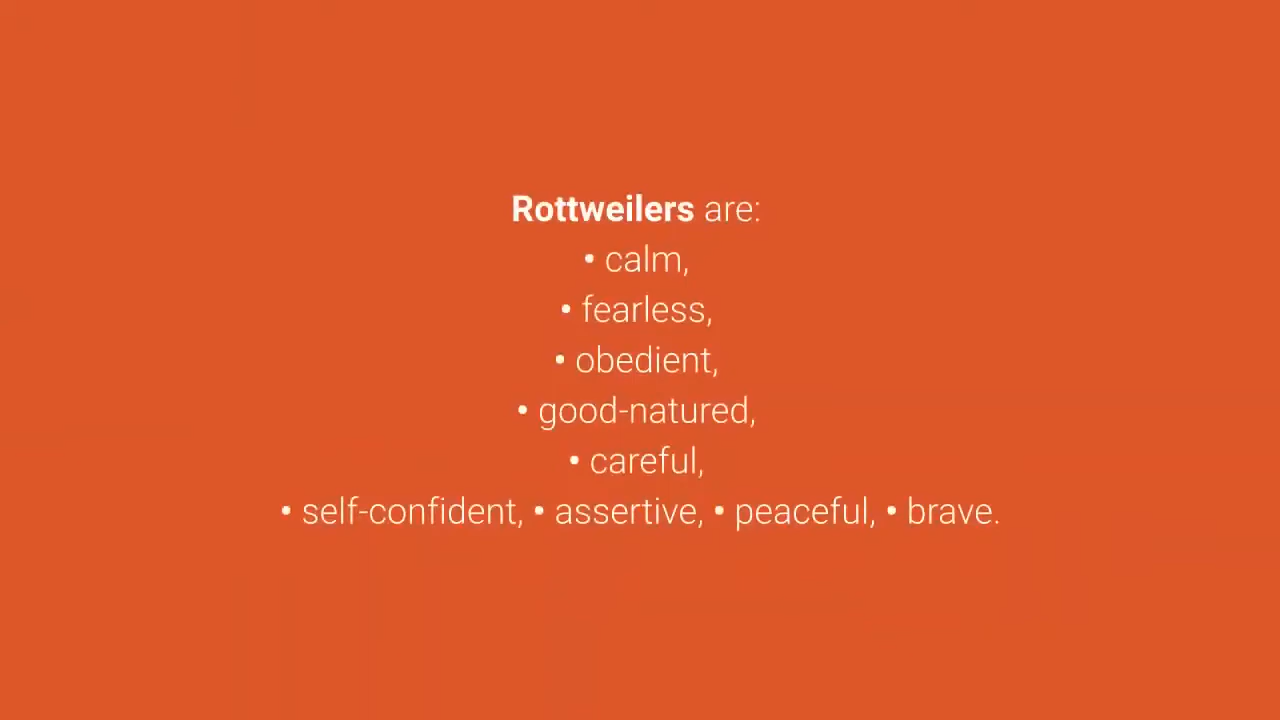 Rottweilers are:
• calm,
• fearless,
• obedient,
• good-natured,
• careful,
• self-confident, • assertive, • peaceful, • brave.